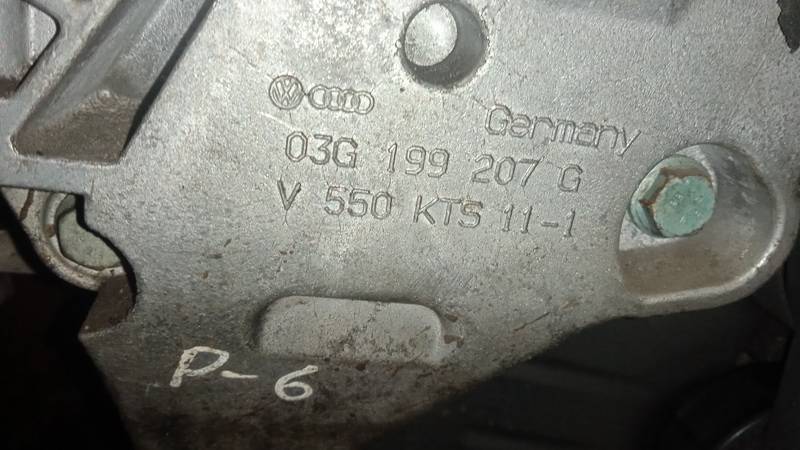 Germany
03G 199 207 G
V 550 KTS 11-1
P-6